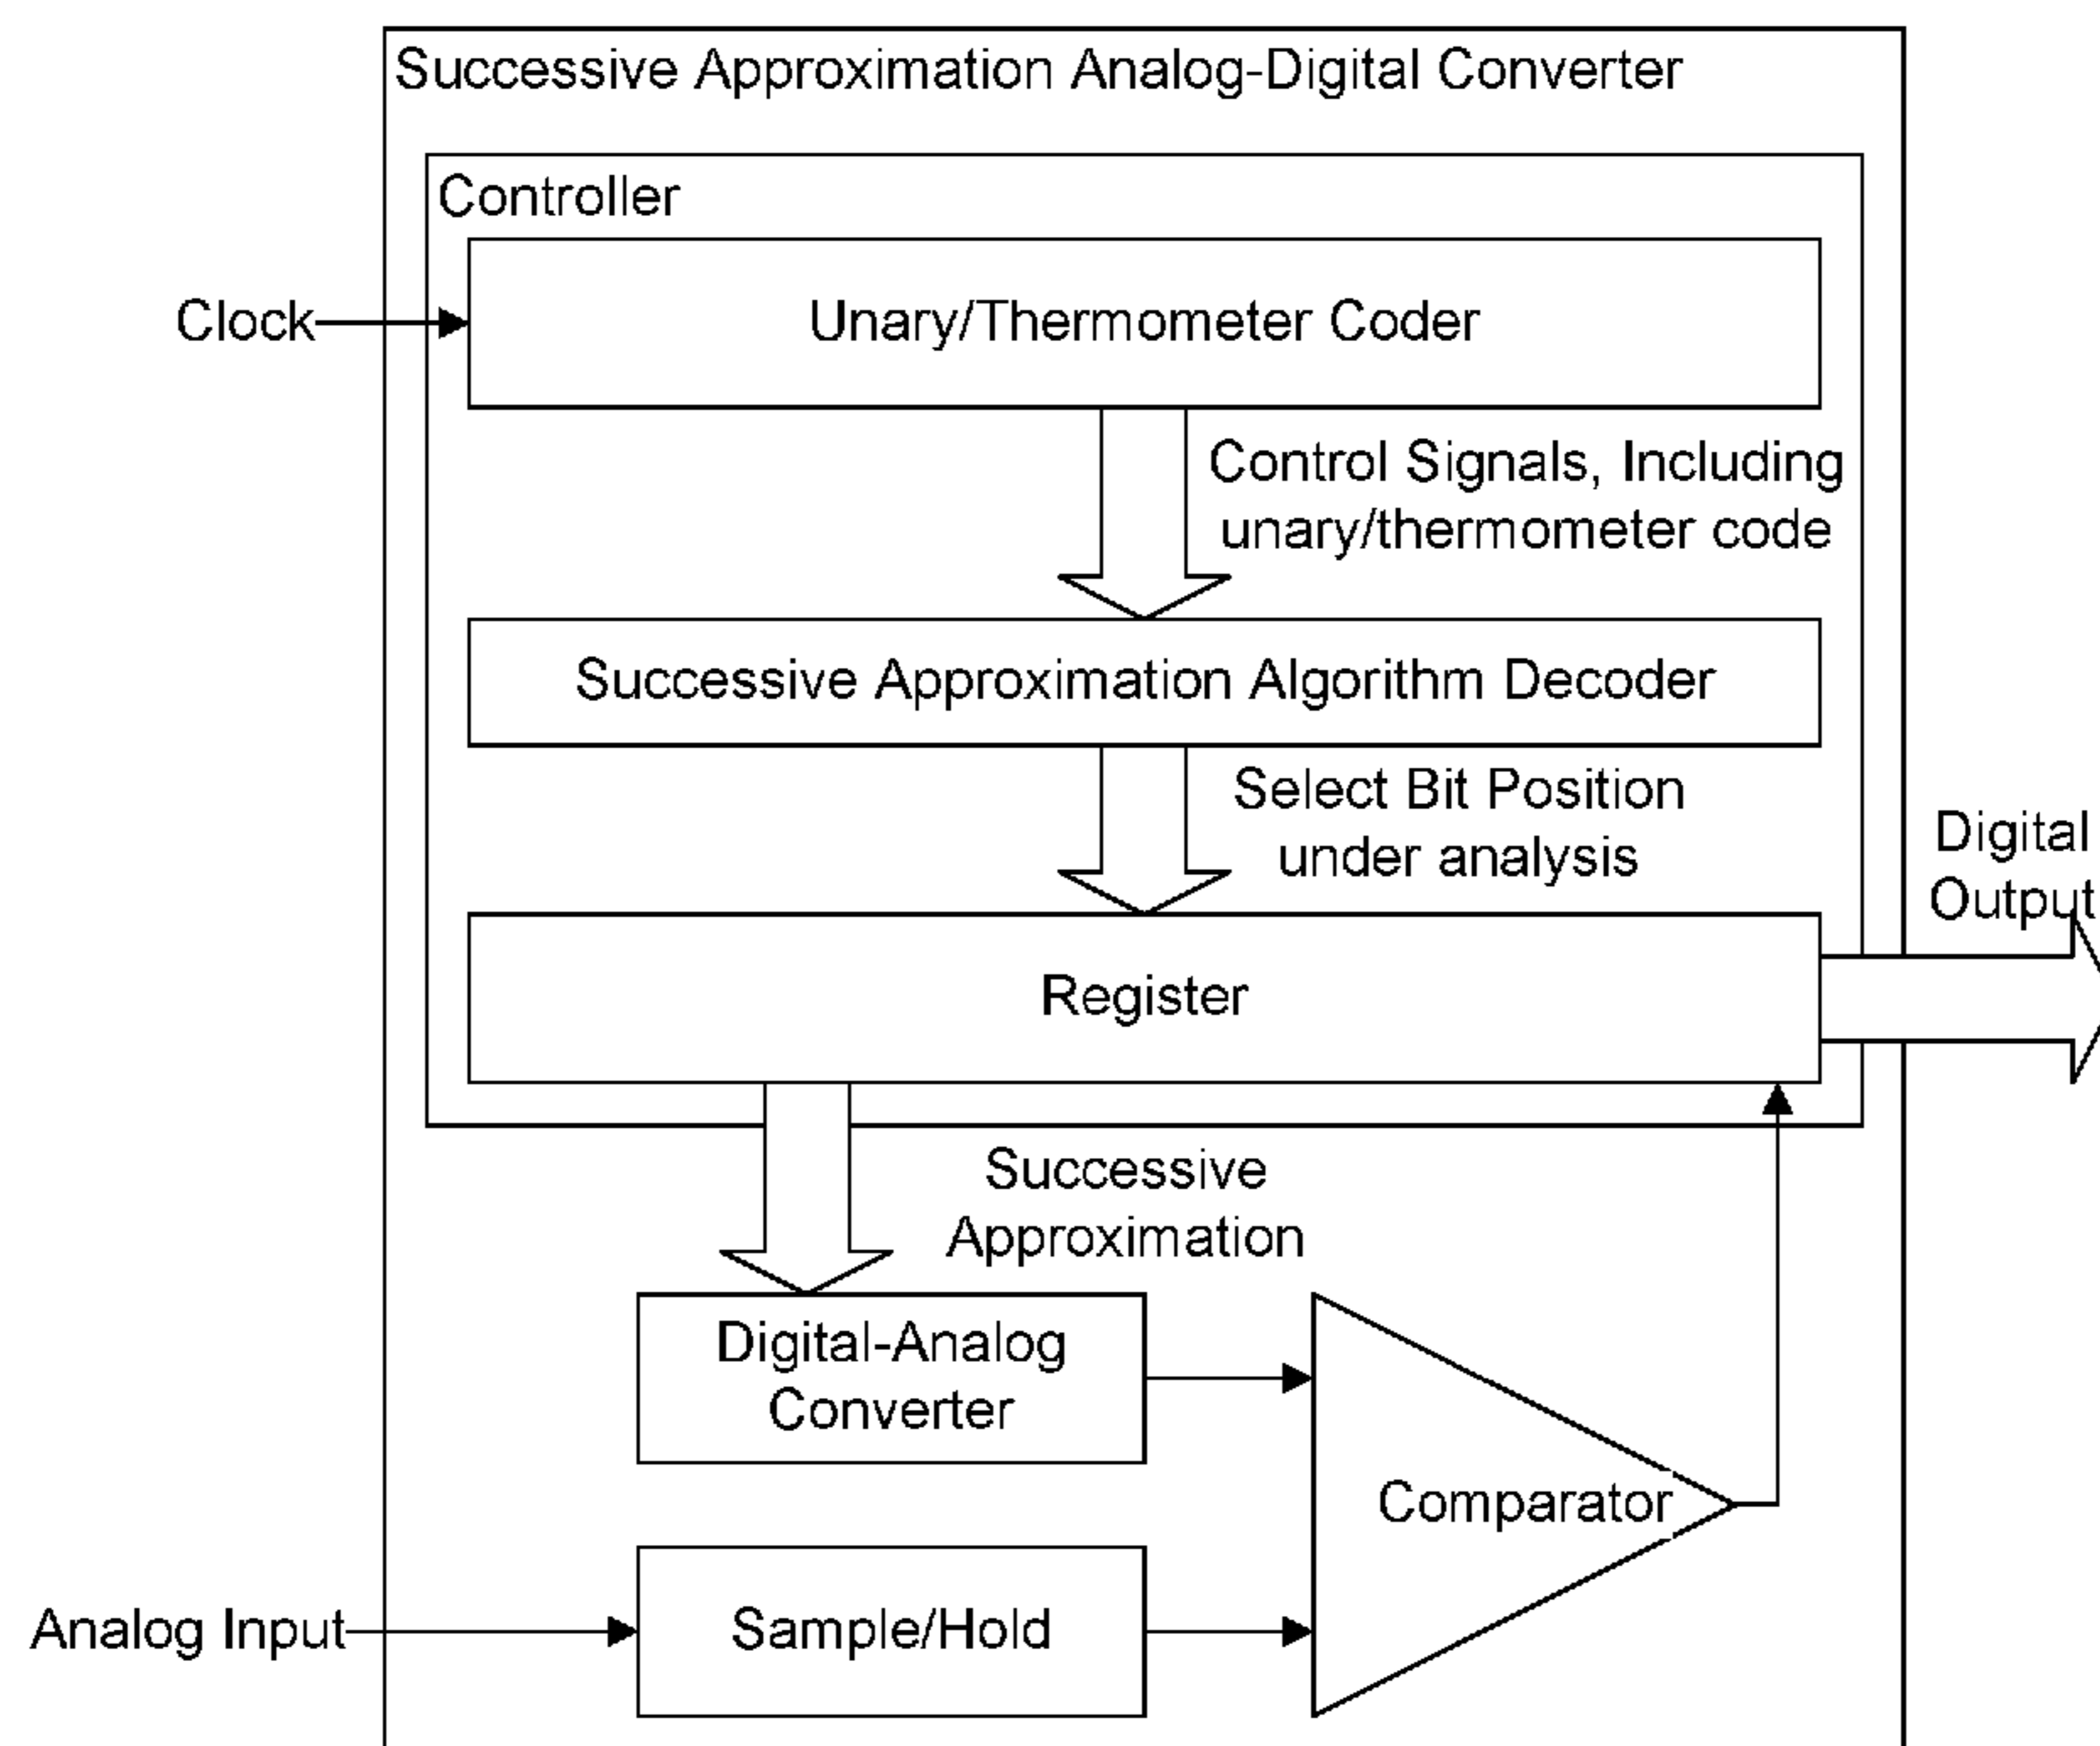 Successive Approximation Analog-Digital Converter
Controller
Clock
Unary/Thermometer Coder
Control Signals, Including
unary/thermometer code
Successive Approximation Algorithm Decoder
Select Bit Position
under analysis
Digital
Output
Register
Successive
Approximation
Digital-Analog
Converter
Comparator
Analog Input
Sample/Hold